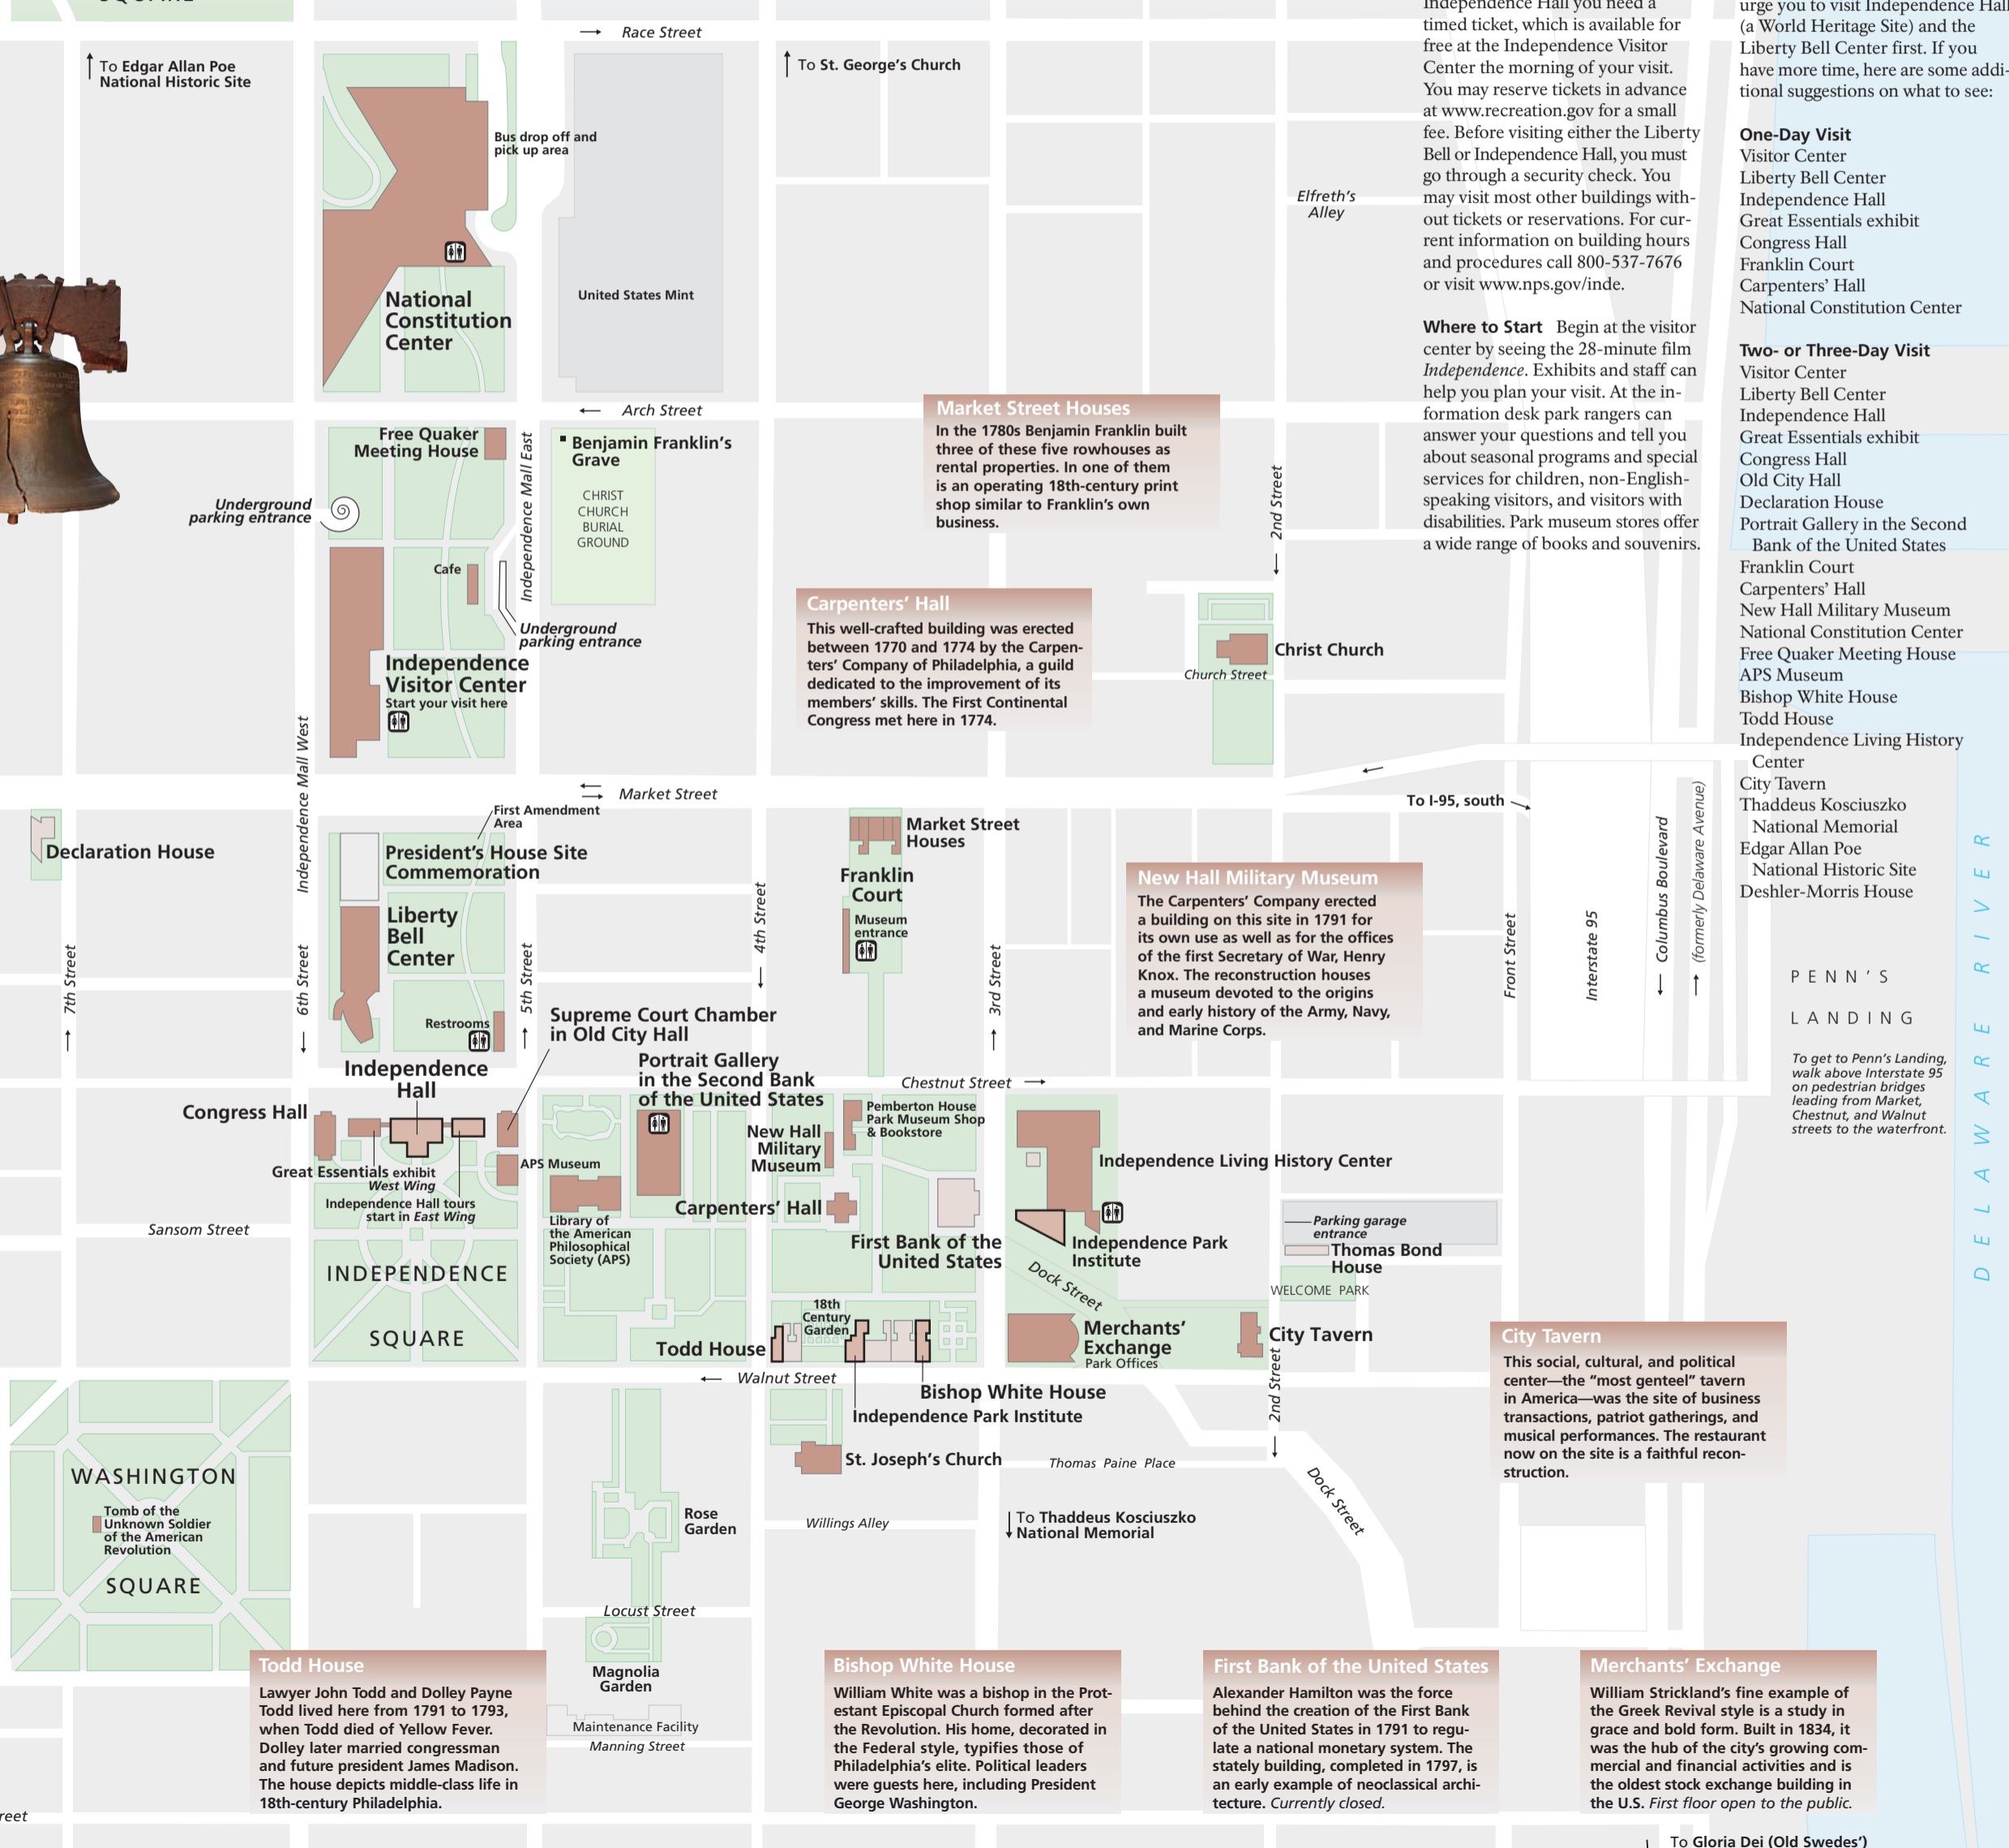 SQUARE
Race Street
To Edgar Allan Poe
National Historic Site
To St. George's Church
Bus drop off and
pick up area
Elfreth's
Alley
United States Mint
National
Constitution
Center
Arch Street
Free Quaker
Meeting House
Independence Mall East
Benjamin Franklin's
Grave
CHRIST
CHURCH
BURIAL
GROUND
Underground
parking entrance
Cafe
Underground
parking entrance
Independence
Visitor Center
Start your visit here
Market Street Houses
In the 1780s Benjamin Franklin built
three of these five rowhouses as
rental properties. In one of them
is an operating 18th-century print
shop similar to Franklin's own
business.
2nd Street
Carpenters' Hall
This well-crafted building was erected
between 1770 and 1774 by the Carpen-
ters' Company of Philadelphia, a guild
dedicated to the improvement of its
members' skills. The First Continental
Congress met here in 1774.
Christ Church
Church Street
Independence Hall you need a
timed ticket, which is available for
free at the Independence Visitor
Center the morning of your visit.
You may reserve tickets in advance
at www.recreation.gov for a small
fee. Before visiting either the Liberty
Bell or Independence Hall, you must
go through a security check. You
may visit most other buildings with-
out tickets or reservations. For cur-
rent information on building hours
and procedures call 800-537-7676
or visit www.nps.gov/inde.
Where to Start Begin at the visitor
center by seeing the 28-minute film
Independence. Exhibits and staff can
help you plan your visit. At the in-
formation desk park rangers can
answer your questions and tell you
about seasonal programs and special
services for children, non-English-
speaking visitors, and visitors with
disabilities. Park museum stores offer
a wide range of books and souvenirs.
urge you to visit Independence Hall
(a World Heritage Site) and the
Liberty Bell Center first. If you
have more time, here are some addi-
tional suggestions on what to see:
One-Day Visit
Visitor Center
Liberty Bell Center
Independence Hall
Great Essentials exhibit
Congress Hall
Franklin Court
Carpenters' Hall
National Constitution Center
Two- or Three-Day Visit
Visitor Center
Liberty Bell Center
Independence Hall
Great Essentials exhibit
Congress Hall
Old City Hall
Declaration House
Portrait Gallery in the Second
Bank of the United States
Franklin Court
Carpenters' Hall
New Hall Military Museum
National Constitution Center
Free Quaker Meeting House
APS Museum
Bishop White House
Todd House
Independence Living History
Center
City Tavern
Thaddeus Kosciuszko
National Memorial
Edgar Allan Poe
National Historic Site
Deshler-Morris House
Independence Mall West
Market Street
To I-95, south
First Amendment
Area
Declaration House
President's House Site
Commemoration
Market Street
Houses
Franklin
Court
Museum
entrance
Liberty
Bell
Center
7th Street
6th Street
5th Street
4th Street
3rd Street
Front Street
Interstate 95
Columbus Boulevard
(formerly Delaware Avenue)
New Hall Military Museum
The Carpenters' Company erected
a building on this site in 1791 for
its own use as well as for the offices
of the first Secretary of War, Henry
Knox. The reconstruction houses
a museum devoted to the origins
and early history of the Army, Navy,
and Marine Corps.
PENN'S
LANDING
To get to Penn's Landing,
walk above Interstate 95
on pedestrian bridges
leading from Market,
Chestnut, and Walnut
streets to the waterfront.
DELAWARE RIVER
Restrooms
Supreme Court Chamber
in Old City Hall
Independence
Hall
Portrait Gallery
in the Second Bank
of the United States
Chestnut Street
Congress Hall
Pemberton House
Park Museum Shop
& Bookstore
New Hall
Military
Museum
Great Essentials exhibit
West Wing
APS Museum
Independence Living History Center
Independence Hall tours
start in East Wing
Carpenters' Hall
Sansom Street
Library of
the American
Philosophical
Society (APS)
First Bank of the
United States
Independence Park
Institute
Parking garage
entrance
Thomas Bond
House
WELCOME PARK
Dock Street
INDEPENDENCE
SQUARE
18th
Century
Garden
Todd House
Merchants'
Exchange
Park Offices
City Tavern
Walnut Street
Bishop White House
Independence Park Institute
2nd Street
City Tavern
This social, cultural, and political
center—the “most genteel” tavern
in America—was the site of business
transactions, patriot gatherings, and
musical performances. The restaurant
now on the site is a faithful recon-
struction.
St. Joseph's Church
Thomas Paine Place
Dock Street
WASHINGTON
SQUARE
Tomb of the
Unknown Soldier
of the American
Revolution
Rose
Garden
Willings Alley
To Thaddeus Kosciuszko
National Memorial
Locust Street
Magnolia
Garden
Maintenance Facility
Manning Street
Todd House
Lawyer John Todd and Dolley Payne
Todd lived here from 1791 to 1793,
when Todd died of Yellow Fever.
Dolley later married congressman
and future president James Madison.
The house depicts middle-class life in
18th-century Philadelphia.
Bishop White House
William White was a bishop in the Prot-
estant Episcopal Church formed after
the Revolution. His home, decorated in
the Federal style, typifies those of
Philadelphia's elite. Political leaders
were guests here, including President
George Washington.
First Bank of the United States
Alexander Hamilton was the force
behind the creation of the First Bank
of the United States in 1791 to regu-
late a national monetary system. The
stately building, completed in 1797, is
an early example of neoclassical archi-
tecture. Currently closed.
Merchants' Exchange
William Strickland's fine example of
the Greek Revival style is a study in
grace and bold form. Built in 1834, it
was the hub of the city's growing com-
mercial and financial activities and is
the oldest stock exchange building in
the U.S. First floor open to the public.
reet
To Gloria Dei (Old Swedes')